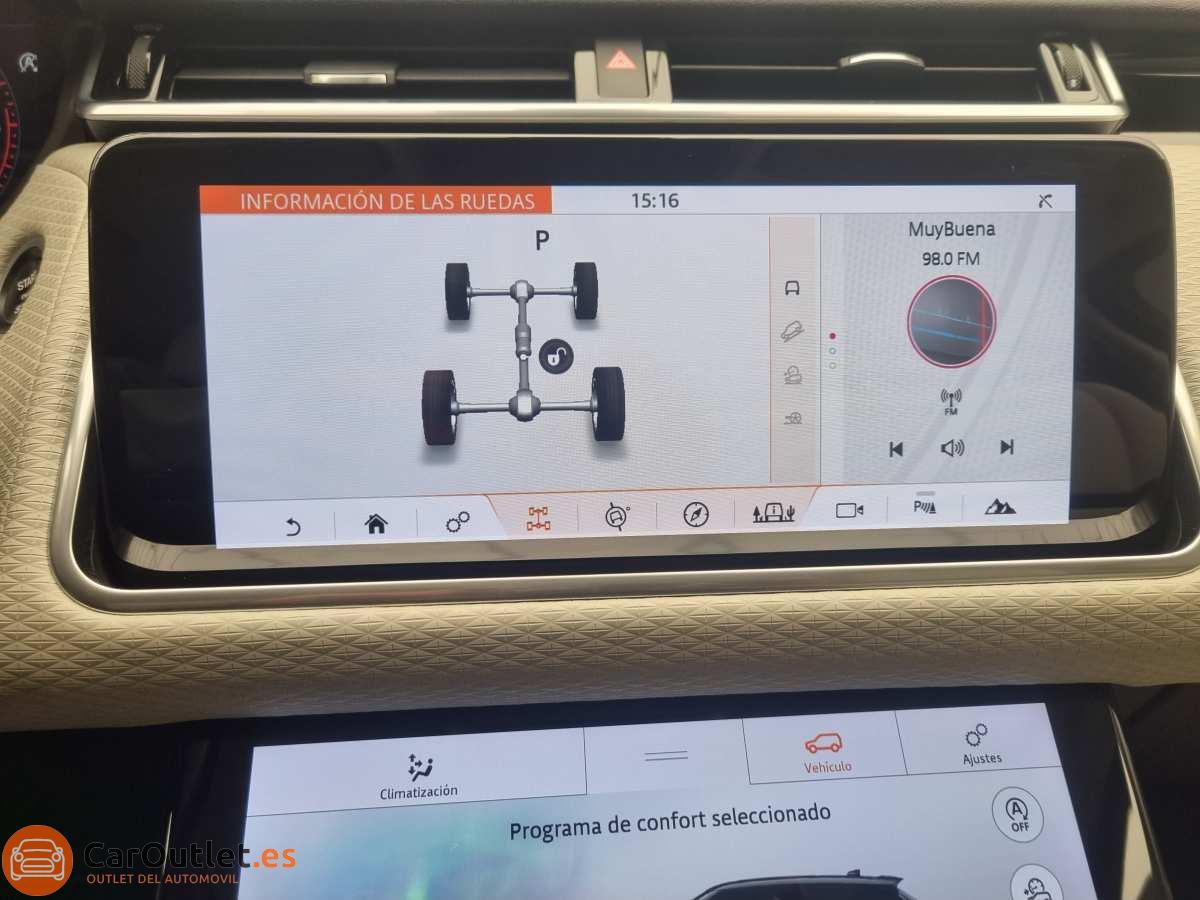 INFORMACIÓN DE LAS RUEDAS
15:16
P
MuyBuena
98.0 FM
FM
P
Climatización
Vehículo
Ajustes
Programa de confort seleccionado
A
OFF
CarOutlet.es
OUTLET DEL AUTOMOVIL